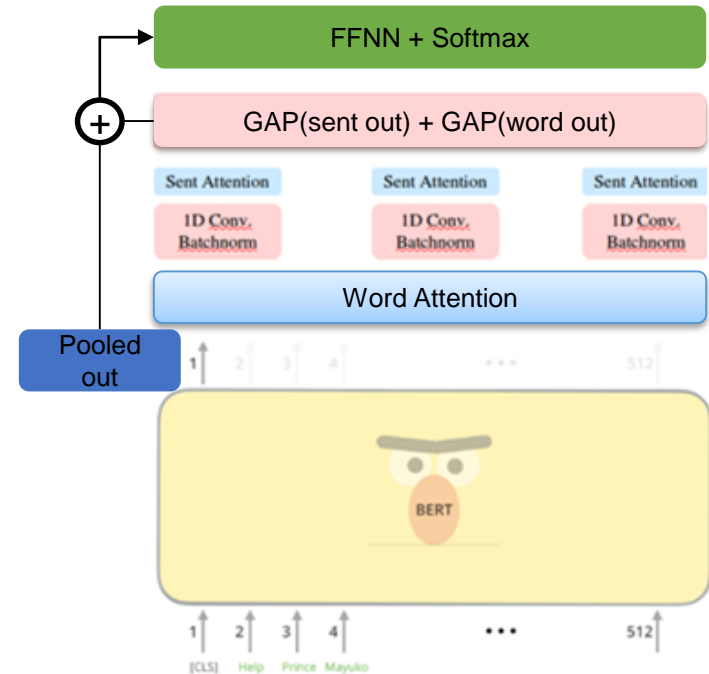 FFNN + Softmax
+
GAP(sent out) + GAP(word out)
Sent Attention Sent Attention Sent Attention
1D Conv, 1D Conv, 1D Conv,
Batchnorm Batchnorm Batchnorm
Word Attention
Pooled
out
1 2 3 4 ••• 512
BERT
1 2 3 4 ••• 512
[CLS] Help Prince Mayuko